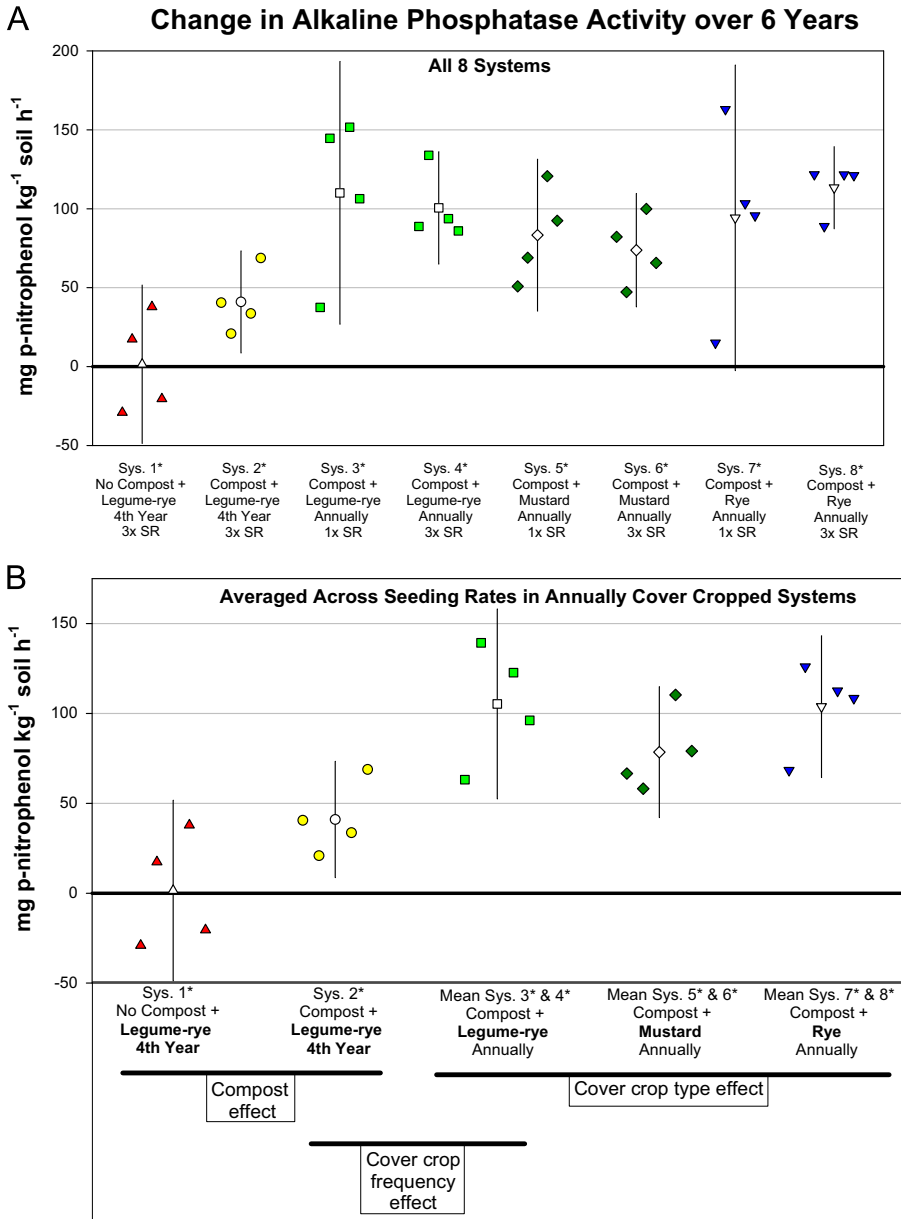 A
Change in Alkaline Phosphatase Activity over 6 Years
All 8 Systems
mg p-nitrophenol kg⁻¹ soil h⁻¹
200
150
100
50
0
-50
Sys. 1*
No Compost +
Legume-rye
4th Year
3x SR
Sys. 2*
Compost +
Legume-rye
4th Year
3x SR
Sys. 3*
Compost +
Legume-rye
Annually
1x SR
Sys. 4*
Compost +
Legume-rye
Annually
3x SR
Sys. 5*
Compost +
Mustard
Annually
1x SR
Sys. 6*
Compost +
Mustard
Annually
3x SR
Sys. 7*
Compost +
Rye
Annually
1x SR
Sys. 8*
Compost +
Rye
Annually
3x SR
B
Averaged Across Seeding Rates in Annually Cover Cropped Systems
mg p-nitrophenol kg⁻¹ soil h⁻¹
150
100
50
0
-50
Sys. 1*
No Compost +
Legume-rye
4th Year
Sys. 2*
Compost +
Legume-rye
4th Year
Mean Sys. 3* & 4*
Compost +
Legume-rye
Annually
Mean Sys. 5* & 6*
Compost +
Mustard
Annually
Mean Sys. 7* & 8*
Compost +
Rye
Annually
Compost
effect
Cover crop type effect
Cover crop
frequency
effect